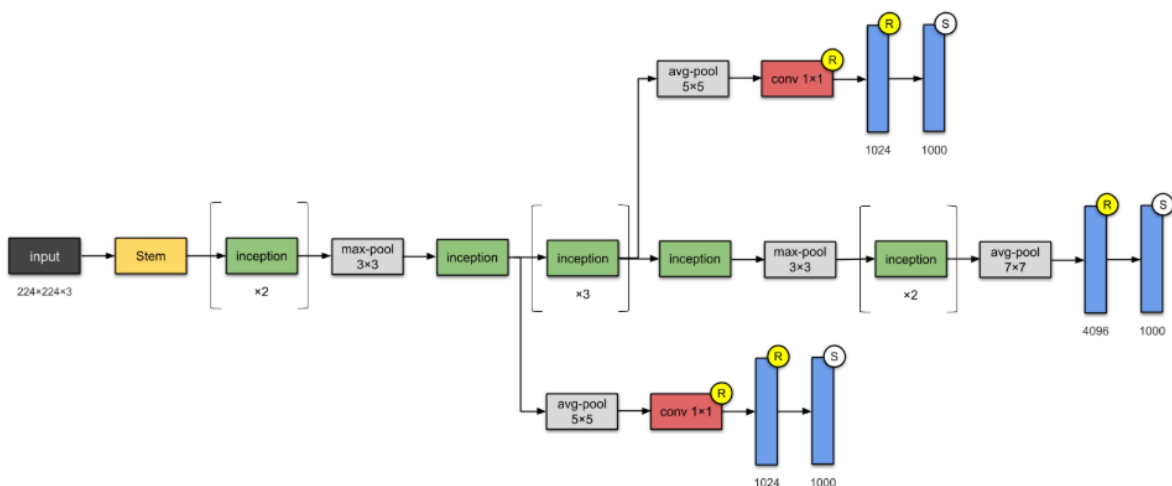 R
S
avg-pool
5×5
conv 1×1
R
1024
1000
input
224×224×3
Stem
inception
×2
max-pool
3×3
inception
inception
×3
inception
max-pool
3×3
inception
×2
avg-pool
7×7
R
S
4096
1000
avg-pool
5×5
conv 1×1
R
R
S
1024
1000